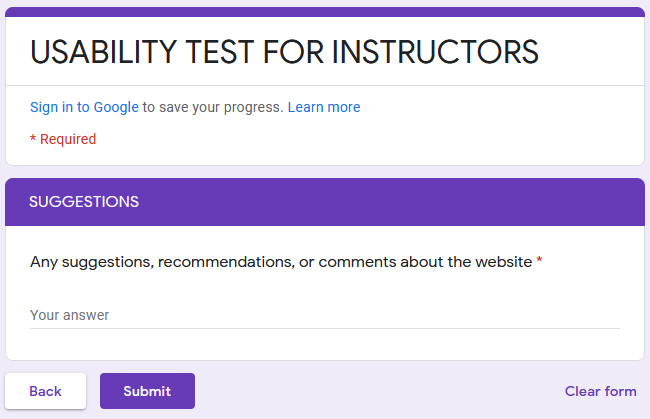 USABILITY TEST FOR INSTRUCTORS
Sign in to Google to save your progress. Learn more
* Required
SUGGESTIONS
Any suggestions, recommendations, or comments about the website *
Your answer
Back
Submit
Clear form